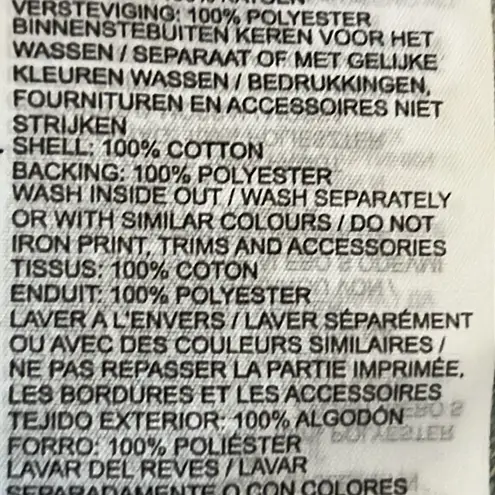 VERSTEVIGING: 100% POLYESTER
BINNENSTEBUITEN KEREN VOOR HET
WASSEN / SEPARAAT OF MET GELIJKE
KLEUREN WASSEN / BEDRUKKINGEN,
FOURNITUREN EN ACCESSOIRES NIET
STRIJKEN
SHELL: 100% COTTON
BACKING: 100% POLYESTER
WASH INSIDE OUT / WASH SEPARATELY
OR WITH SIMILAR COLOURS / DO NOT
IRON PRINT, TRIMS AND ACCESSORIES
TISSUS: 100% COTON
ENDUIT: 100% POLYESTER
LAVER A L'ENVERS / LAVER SÉPARÉMENT
OU AVEC DES COULEURS SIMILAIRES /
NE PAS REPASSER LA PARTIE IMPRIMÉE,
LES BORDURES ET LES ACCESSOIRES
TEJIDO EXTERIOR: 100% ALGODÓN
FORRO: 100% POLIÉSTER
LAVAR DEL REVES / LAVAR
SEPARADAMENTE O CON COLORES